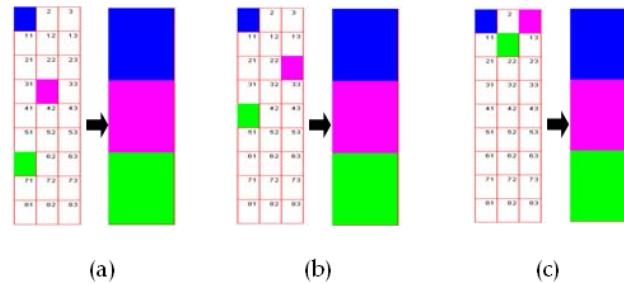 2 3 2 3 2
11 12 13 11 12 13 11 13
21 22 23 21 22 21 22 23
31 33 31 32 33 31 32 33
41 42 43 42 43 41 42 43
51 52 53 51 52 53 51 52 53
62 63 61 62 63 61 62 63
71 72 73 71 72 73 71 72 73
81 82 83 81 82 83 81 82 83
(a) (b) (c)